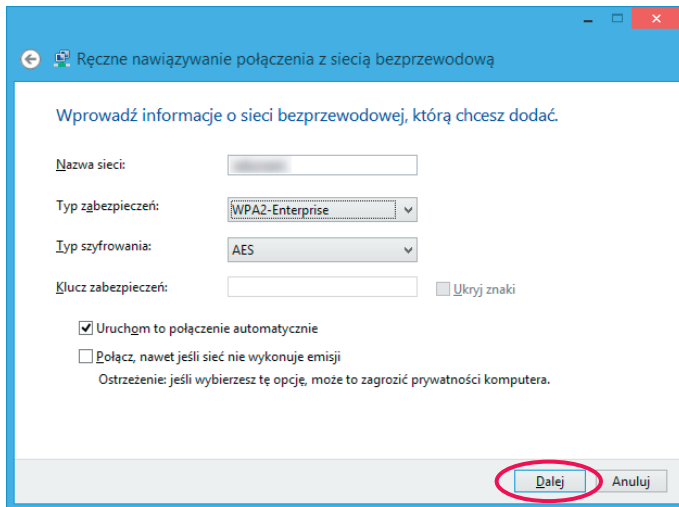 Ręczne nawiązywanie połączenia z siecią bezprzewodową
Wprowadź informacje o sieci bezprzewodowej, którą chcesz dodać.
Nazwa sieci:
Typ zabezpieczeń: WPA2-Enterprise
Typ szyfrowania: AES
Klucz zabezpieczeń: Ukryj znaki
Uruchom to połączenie automatycznie
Połącz, nawet jeśli sieć nie wykonuje emisji
Ostrzeżenie: jeśli wybierzesz tę opcję, może to zagrozić prywatności komputera.
Dalej Anuluj